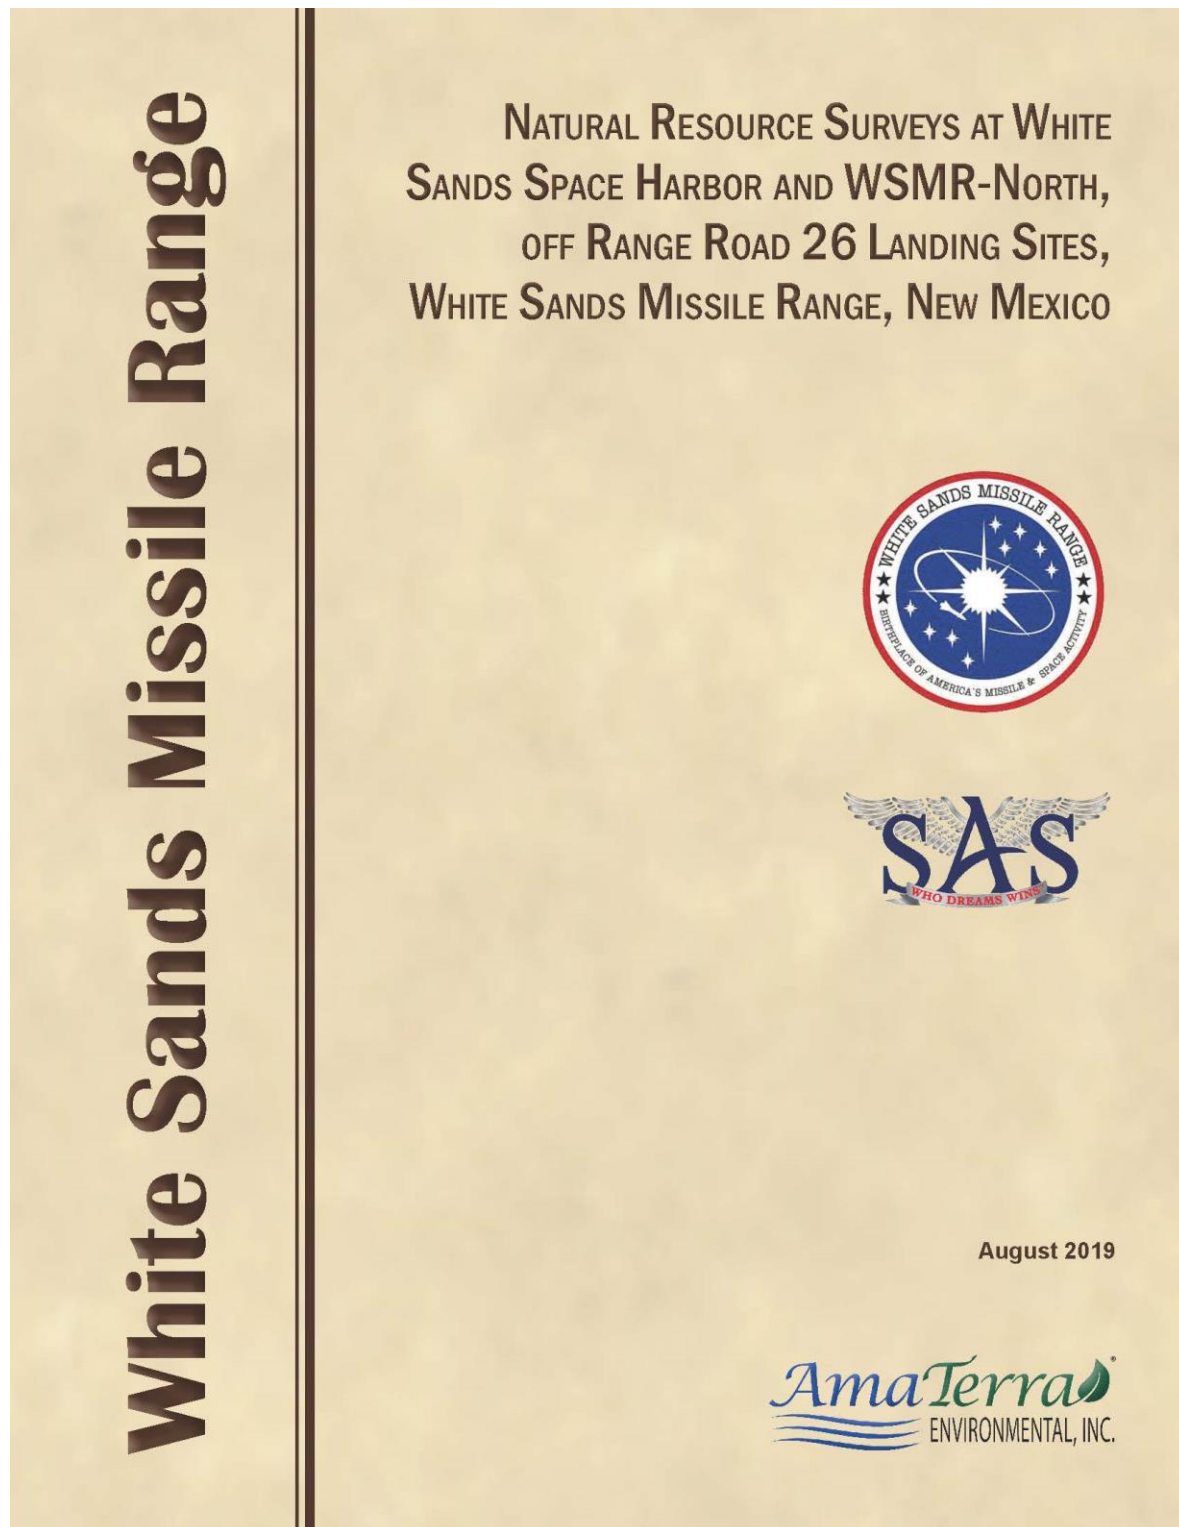 White Sands Missile Range
NATURAL RESOURCE SURVEYS AT WHITE
SANDS SPACE HARBOR AND WSMR-NORTH,
OFF RANGE ROAD 26 LANDING SITES,
WHITE SANDS MISSILE RANGE, NEW MEXICO
WHITE SANDS MISSILE RANGE
BIRTHPLACE OF AMERICA'S MISSILE & SPACE ACTIVITY
SAS
WHO DREAMS WINS
August 2019
AmaTerra®
ENVIRONMENTAL, INC.